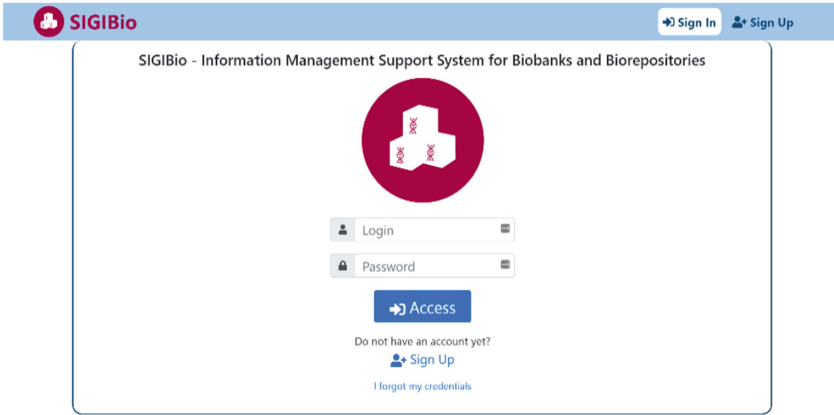 SIGIBio
Sign In
Sign Up
SIGIBio - Information Management Support System for Biobanks and Biorepositories
Login
Password
Access
Do not have an account yet?
Sign Up
I forgot my credentials